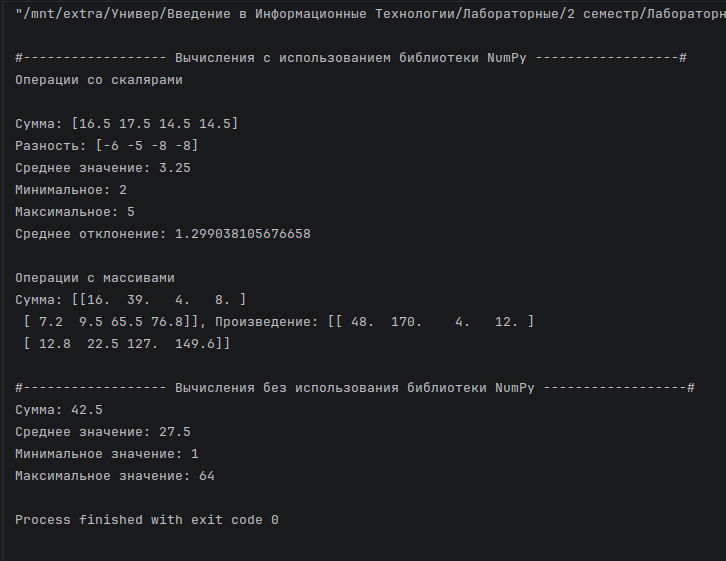 "/mnt/extra/Универ/Введение в Информационные Технологии/Лабораторные/2 семестр/Лаборатор
#------------------ Вычисления с использованием библиотеки NumPy ------------------#
Операции со скалярами
Сумма: [16.5 17.5 14.5 14.5]
Разность: [-6 -5 -8 -8]
Среднее значение: 3.25
Минимальное: 2
Максимальное: 5
Среднее отклонение: 1.299038105676658
Операции с массивами
Сумма: [[16.  39.   4.   8. ]
 [ 7.2  9.5 65.5 76.8]], Произведение: [[ 48.  170.    4.   12. ]
 [ 12.8  22.5 127.  149.6]]
#------------------ Вычисления без использования библиотеки NumPy ------------------#
Сумма: 42.5
Среднее значение: 27.5
Минимальное значение: 1
Максимальное значение: 64
Process finished with exit code 0